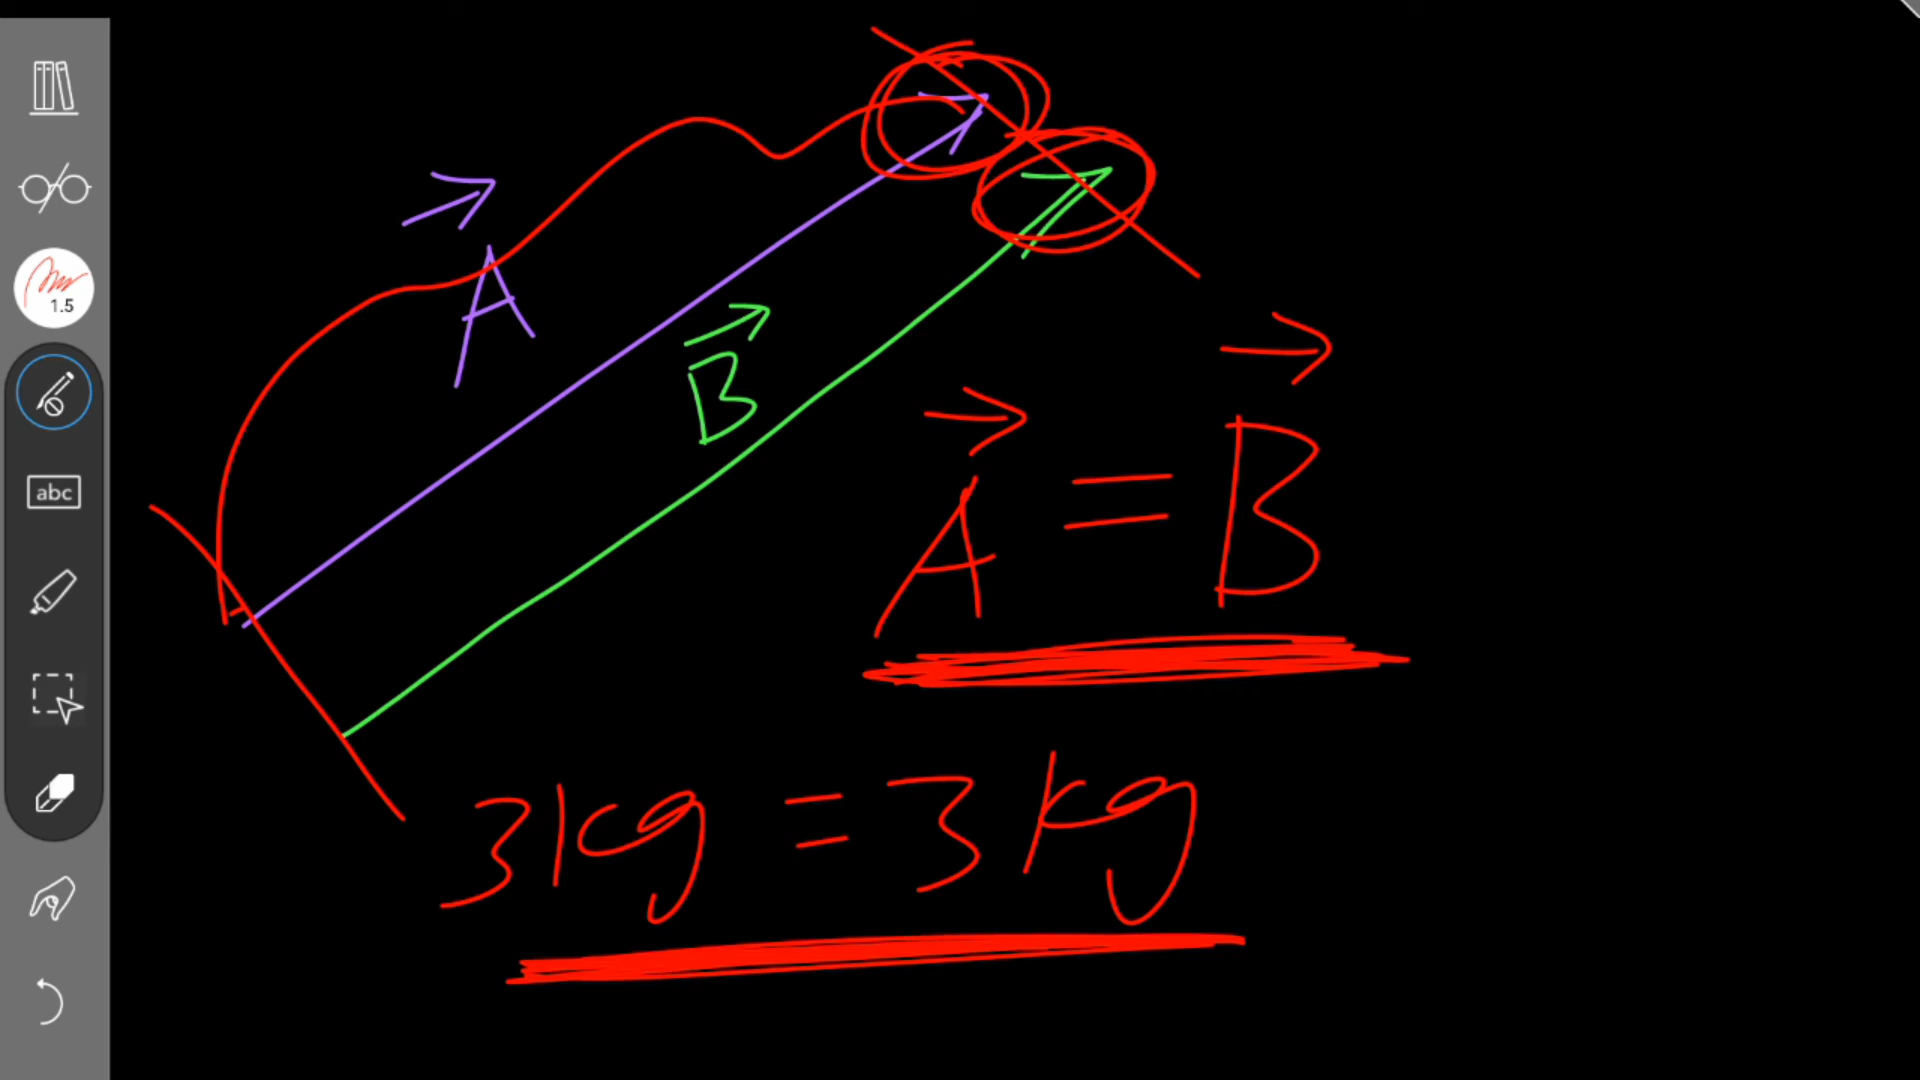 1.5
abc
A
B
A = B
3kg = 3kg